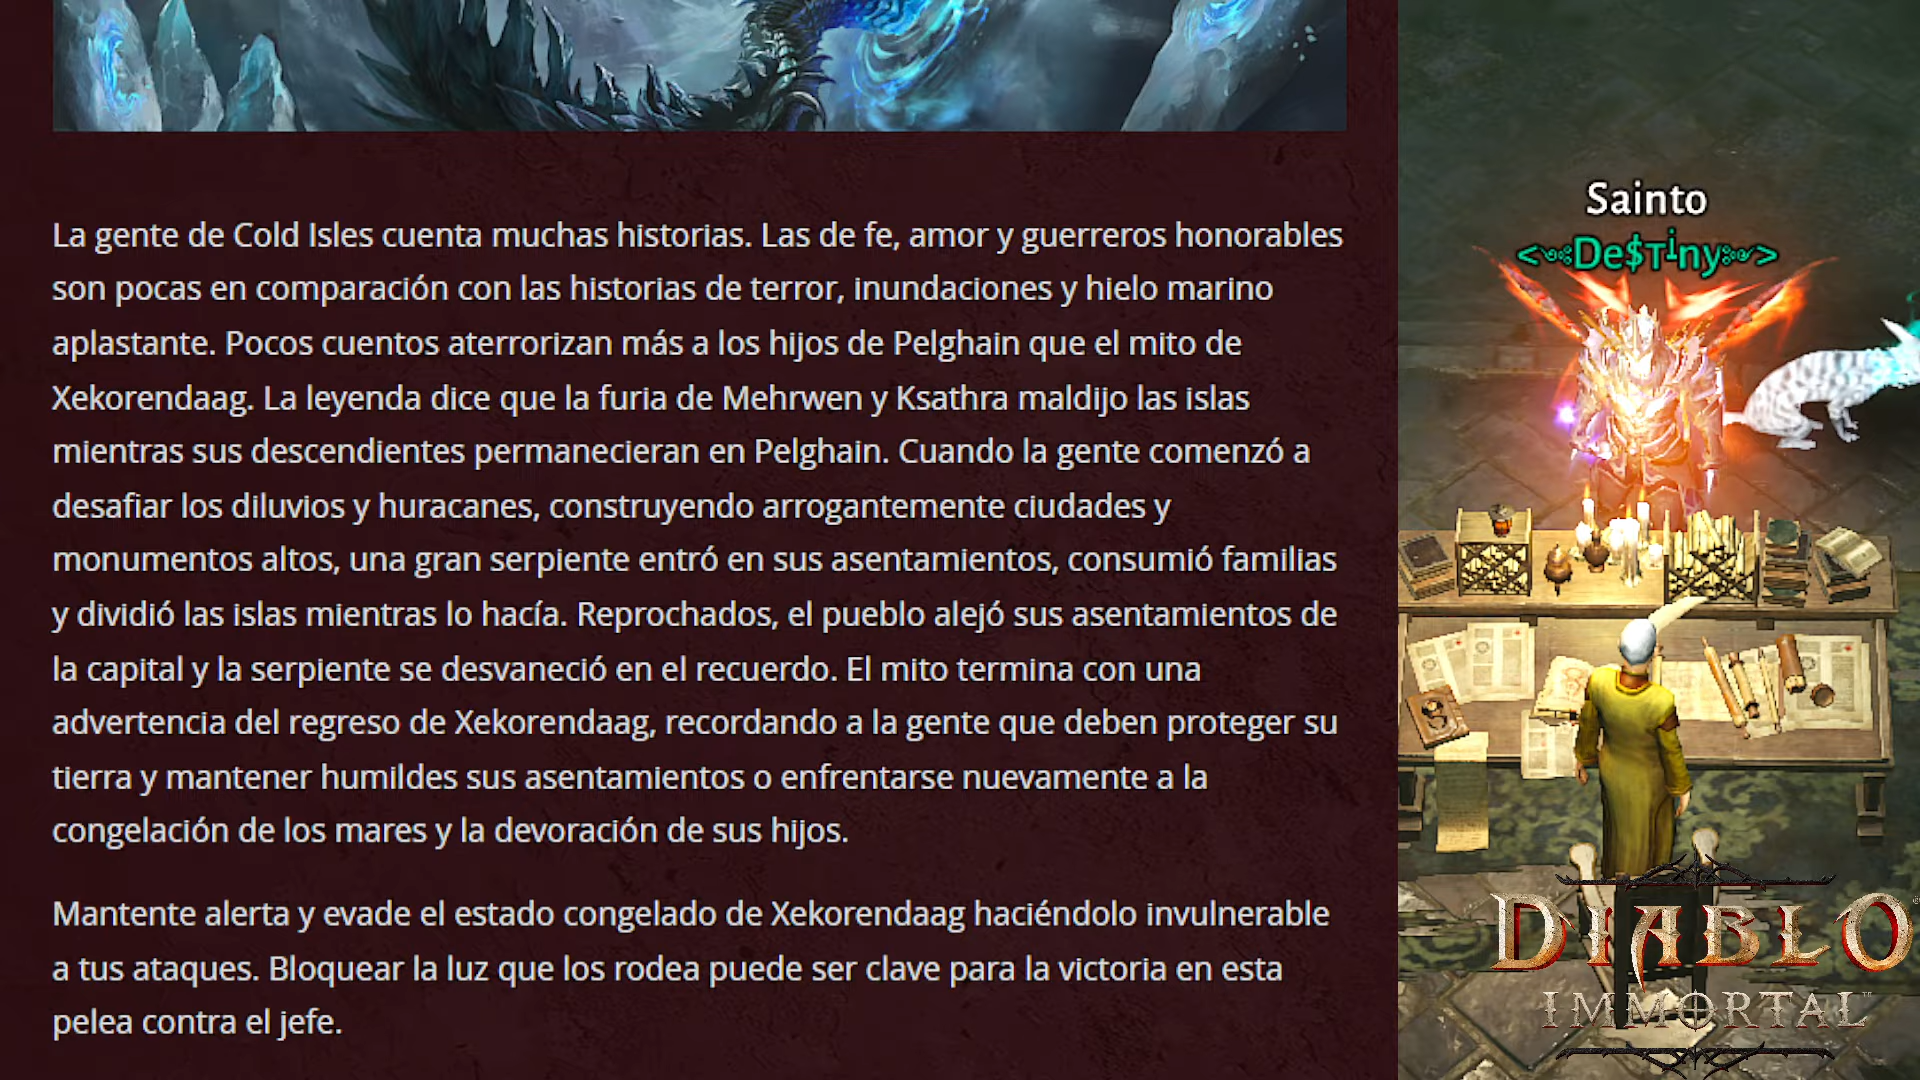 La gente de Cold Isles cuenta muchas historias. Las de fe, amor y guerreros honorables
son pocas en comparación con las historias de terror, inundaciones y hielo marino
aplastante. Pocos cuentos aterrorizan más a los hijos de Pelghain que el mito de
Xekorendaag. La leyenda dice que la furia de Mehrwen y Ksathra maldijo las islas
mientras sus descendientes permanecieran en Pelghain. Cuando la gente comenzó a
desafiar los diluvios y huracanes, construyendo arrogantemente ciudades y
monumentos altos, una gran serpiente entró en sus asentamientos, consumió familias
y dividió las islas mientras lo hacía. Reprochados, el pueblo alejó sus asentamientos de
la capital y la serpiente se desvaneció en el recuerdo. El mito termina con una
advertencia del regreso de Xekorendaag, recordando a la gente que deben proteger su
tierra y mantener humildes sus asentamientos o enfrentarse nuevamente a la
congelación de los mares y la devoración de sus hijos.
Mantente alerta y evade el estado congelado de Xekorendaag haciéndolo invulnerable
a tus ataques. Bloquear la luz que los rodea puede ser clave para la victoria en esta
pelea contra el jefe.
Sainto
<༺De$Tἰny༻>
DIABLO
IMMORTAL